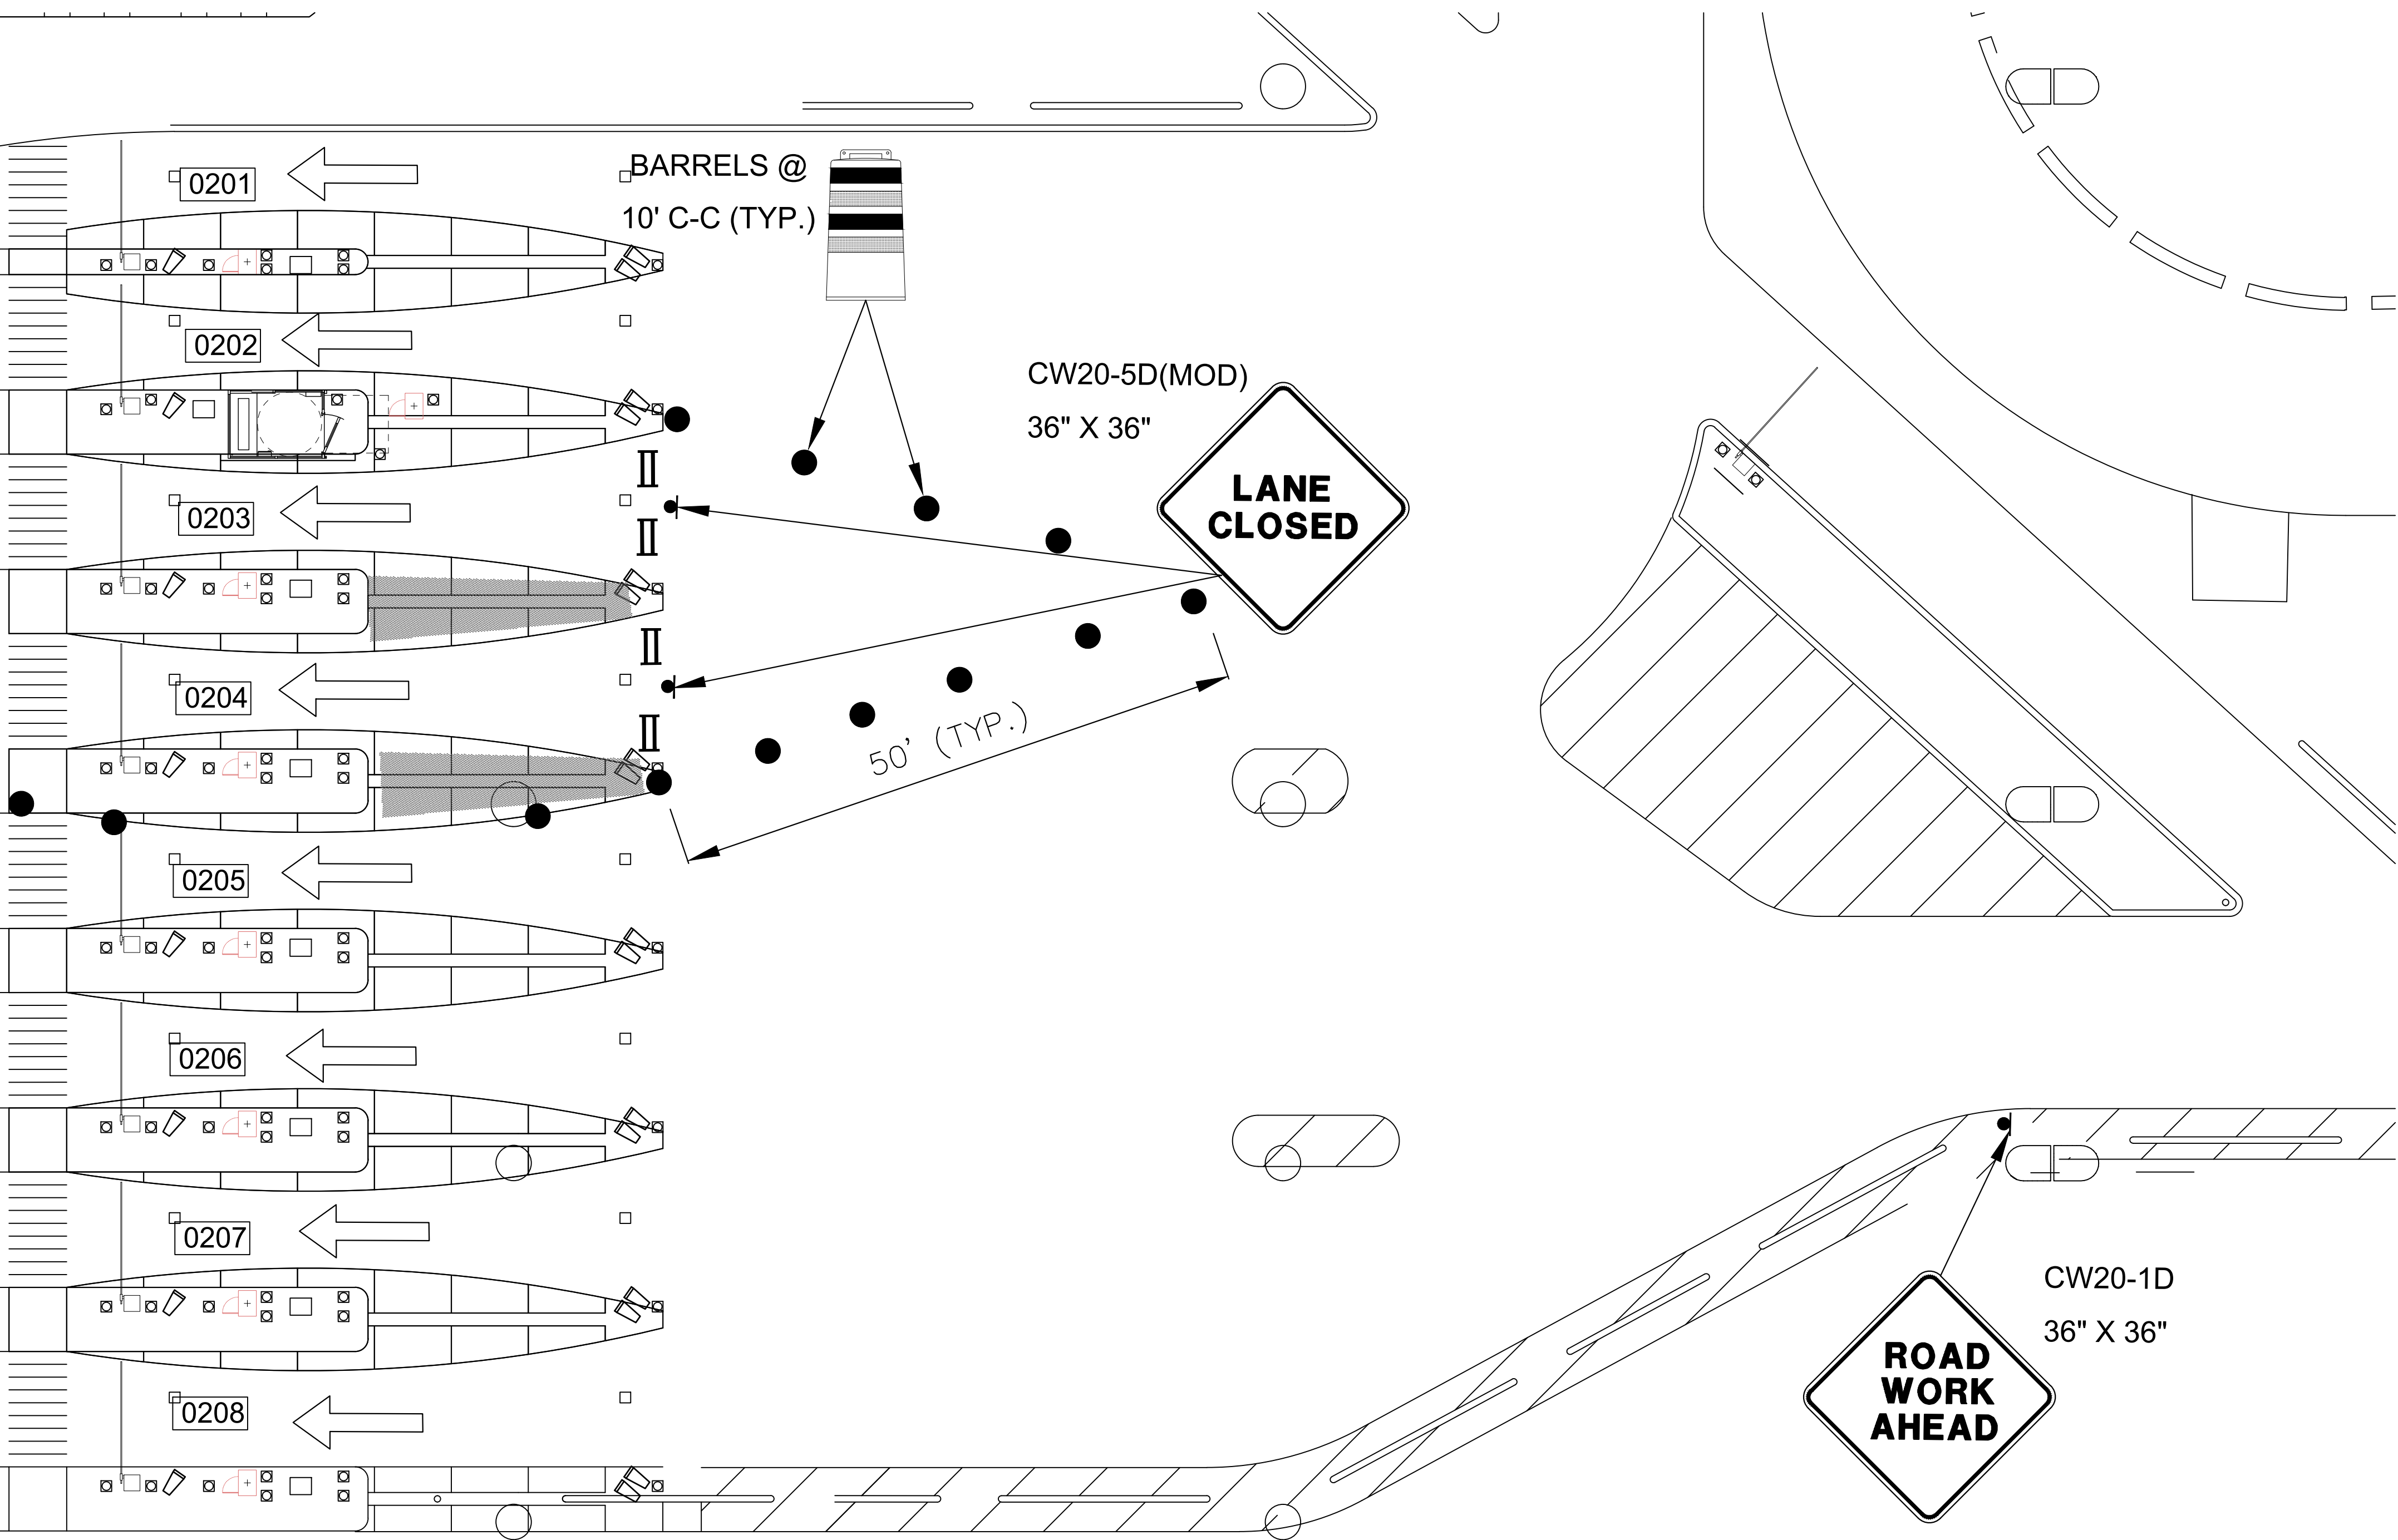 0201
BARRELS @
10' C-C (TYP.)
0202
CW20-5D(MOD)
36" X 36"
LANE
CLOSED
0203
0204
50' (TYP.)
0205
0206
0207
0208
CW20-1D
36" X 36"
ROAD
WORK
AHEAD